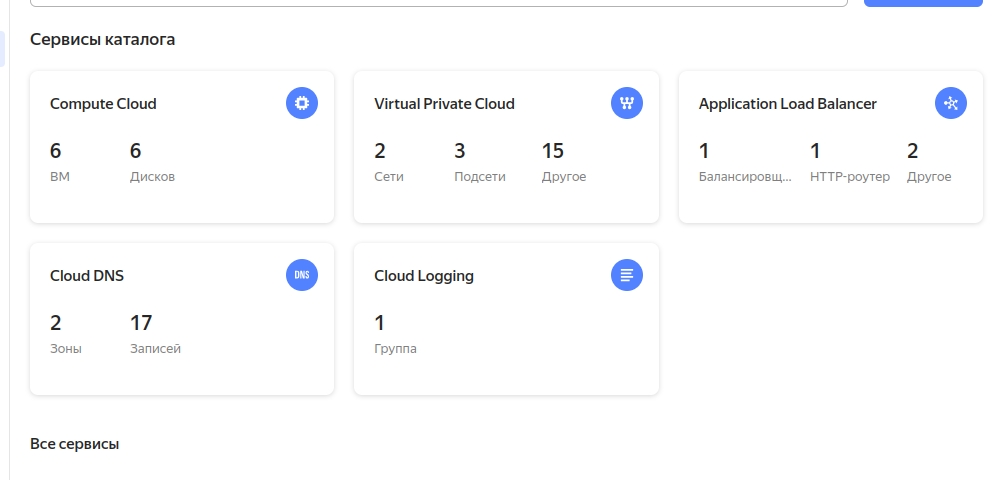 Сервисы каталога
Compute Cloud
6 6
ВМ Дисков
Virtual Private Cloud
2 3 15
Сети Подсети Другое
Application Load Balancer
1 1 2
Балансировщ... HTTP-роутер Другое
Cloud DNS
DNS
2 17
Зоны Записей
Cloud Logging
1
Группа
Все сервисы